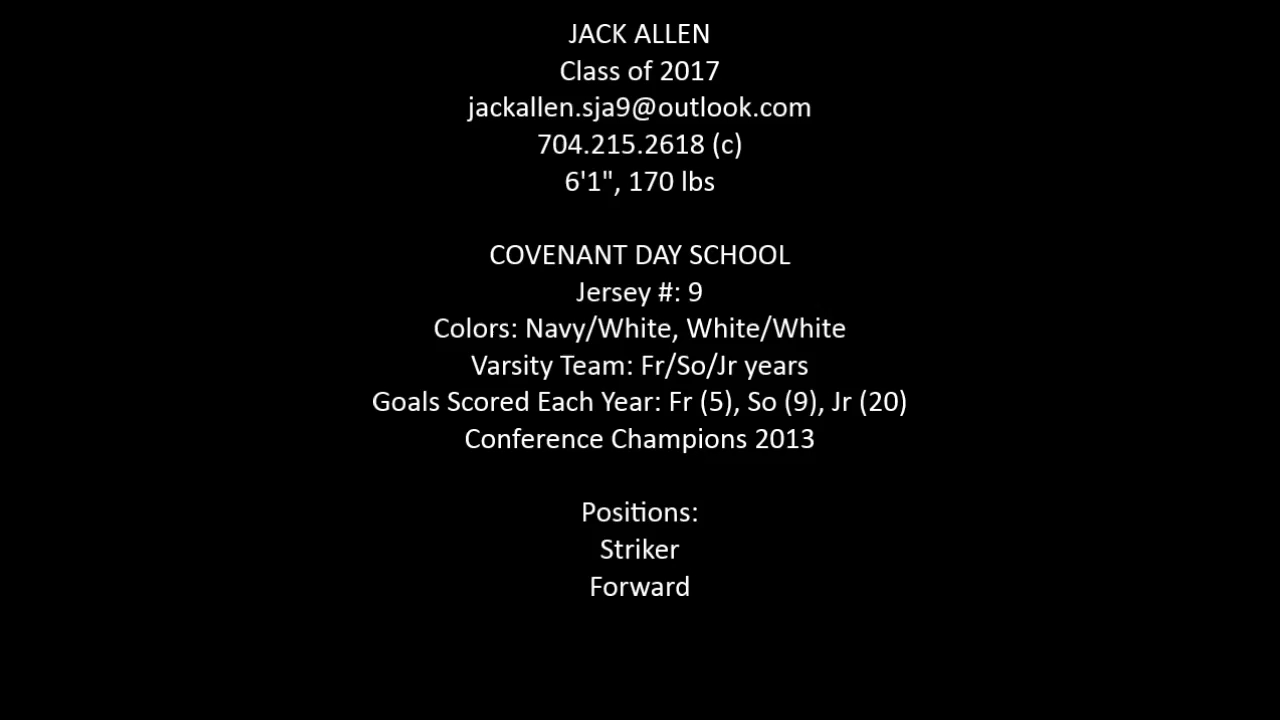 JACK ALLEN
Class of 2017
jackallen.sja9@outlook.com
704.215.2618 (c)
6'1", 170 lbs
COVENANT DAY SCHOOL
Jersey #: 9
Colors: Navy/White, White/White
Varsity Team: Fr/So/Jr years
Goals Scored Each Year: Fr (5), So (9), Jr (20)
Conference Champions 2013
Positions:
Striker
Forward